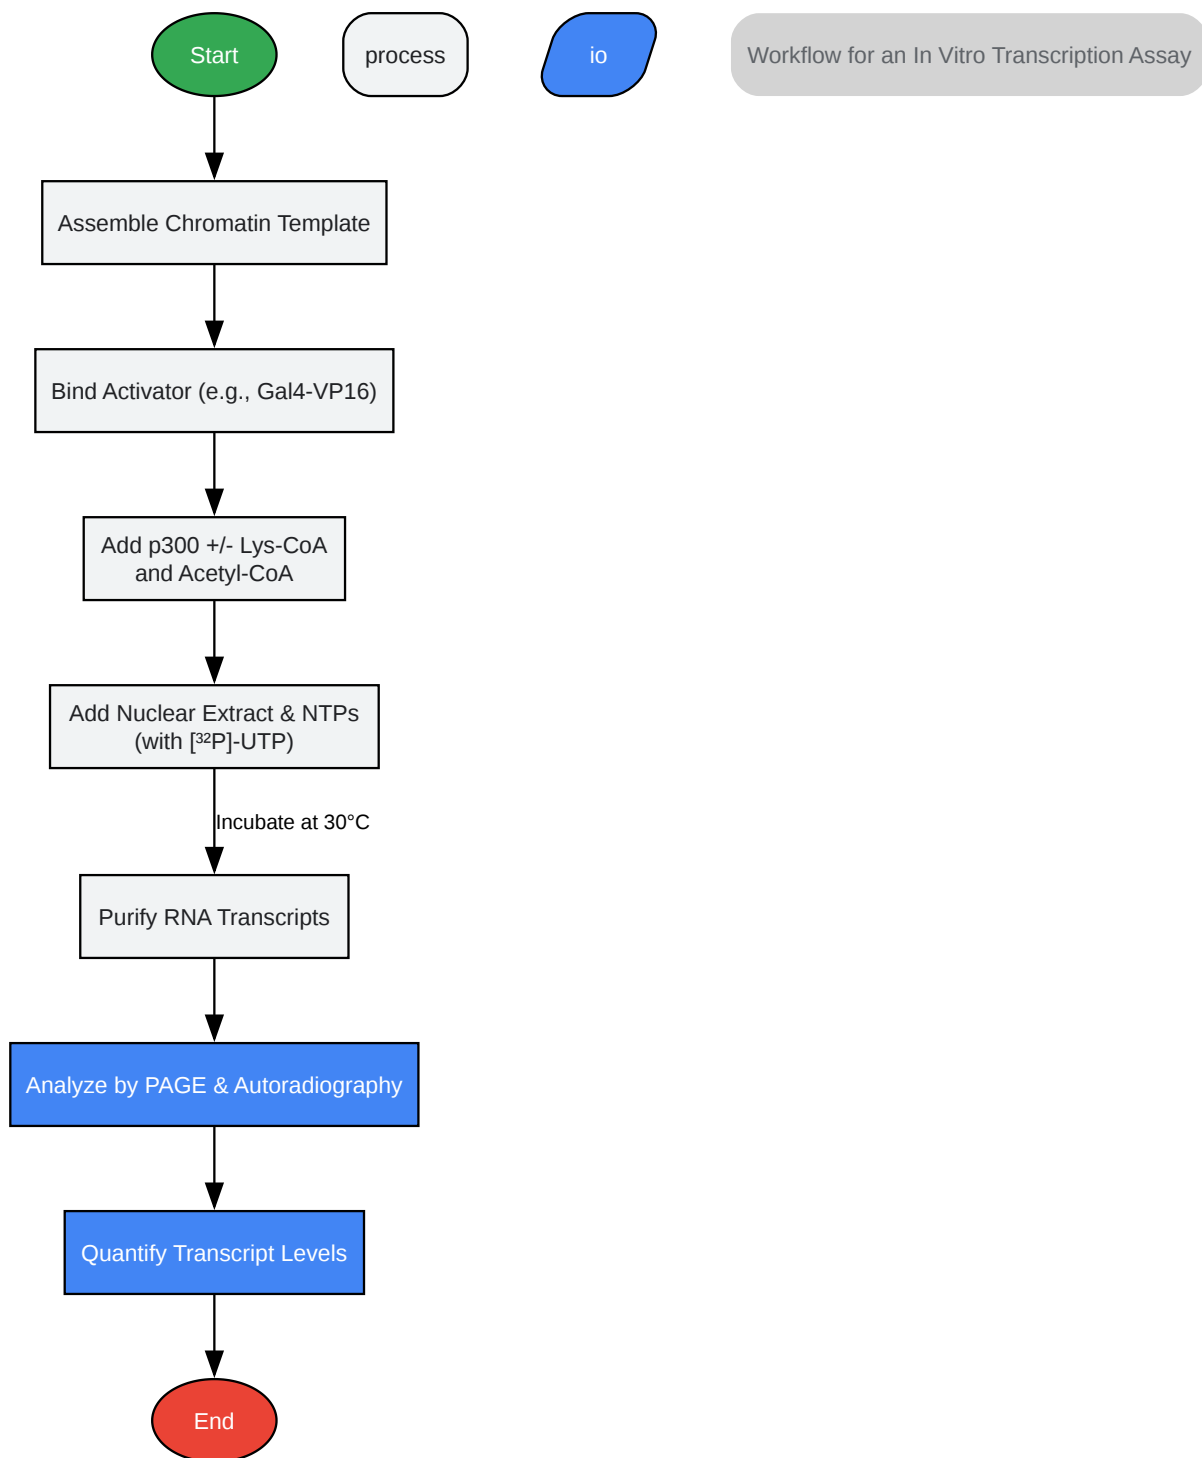 Start
process
io
Workflow for an In Vitro Transcription Assay
Assemble Chromatin Template
Bind Activator (e.g., Gal4-VP16)
Add p300 +/- Lys-CoA
and Acetyl-CoA
Add Nuclear Extract & NTPs
(with [³²P]-UTP)
Incubate at 30°C
Purify RNA Transcripts
Analyze by PAGE & Autoradiography
Quantify Transcript Levels
End